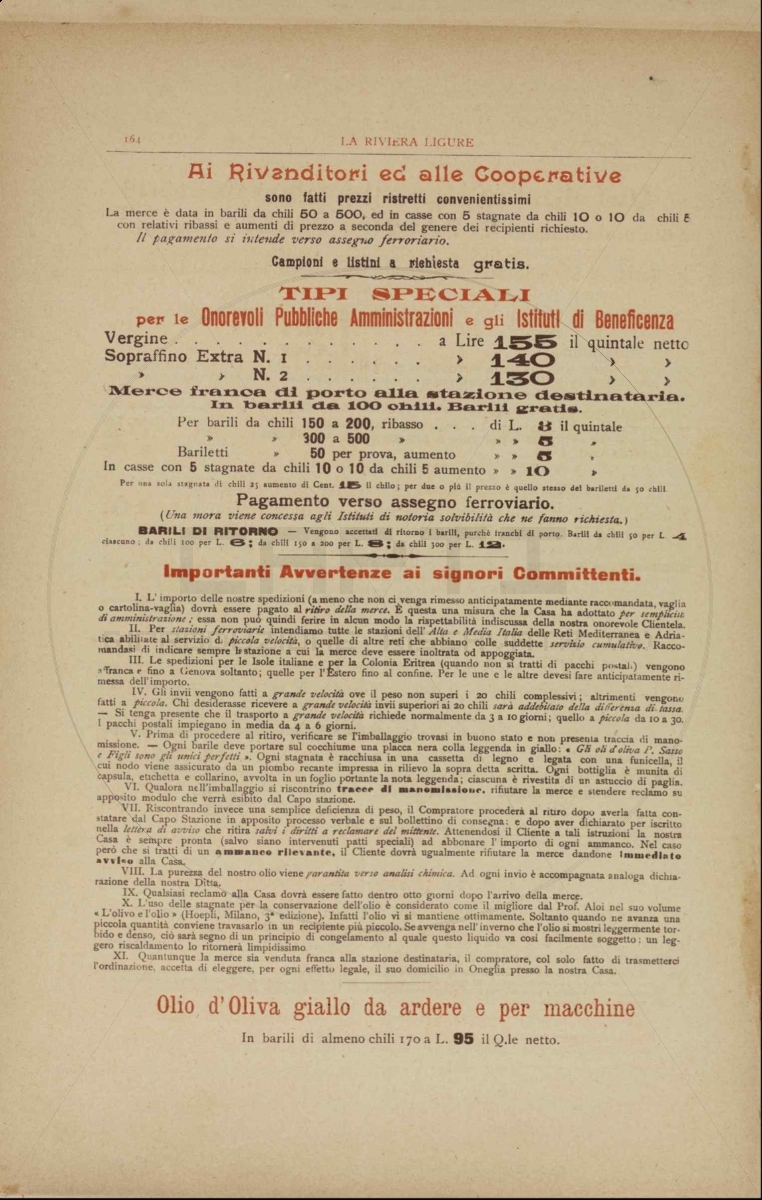 164 LA RIVIERA LIGURE
Ai Rivenditori ed alle Cooperative
sono fatti prezzi ristretti convenientissimi
La merce è data in barili da chili 50 a 500, ed in casse con 5 stagnate da chili 10 o 10 da chili 5
con relativi ribassi e aumenti di prezzo a seconda del genere dei recipienti richiesto.
Il pagamento si intende verso assegno ferroriario.
Campioni e listini a richiesta gratis.
TIPI SPECIALI
per le Onorevoli Pubbliche Amministrazioni e gli Istituti di Beneficenza
Vergine . . . . . . . . . . . . a Lire 155 il quintale netto
Sopraffino Extra N. 1 . . . . . . » 140 » »
» » N. 2 . . . . . . » 130 » »
Merce franca di porto alla stazione destinataria.
In barili da 100 chili. Barili gratis.
Per barili da chili 150 a 200, ribasso . . . di L. 8 il quintale
» » 300 a 500 » » » 5 »
Bariletti » 50 per prova, aumento » » 5 »
In casse con 5 stagnate da chili 10 o 10 da chili 5 aumento » » 10 »
Per una sola stagnata di chili 25 aumento di Cent. 15 il chilo; per due o più il prezzo è quello stesso dei bariletti da 50 chili
Pagamento verso assegno ferroviario.
(Una mora viene concessa agli Istituti di notoria solvibilità che ne fanno richiesta.)
BARILI DI RITORNO — Vengono accettati di ritorno i barili, purchè franchi di porto. Barili da chili 50 per L. 4
ciascuno; da chili 100 per L. 6; da chili 150 a 200 per L. 8; da chili 300 per L. 12.
Importanti Avvertenze ai signori Committenti.
I. L' importo delle nostre spedizioni (a meno che non ci venga rimesso anticipatamente mediante raccomandata, vaglia
o cartolina-vaglia) dovrà essere pagato al ritiro della merce. È questa una misura che la Casa ha adottato per semplicità
di amministrazione; essa non può quindi ferire in alcun modo la rispettabilità indiscussa della nostra onorevole Clientela.
II. Per stazioni ferroviarie intendiamo tutte le stazioni dell' Alta e Media Italia delle Reti Mediterranea e Adria-
tica abilitate al servizio di piccola velocità, o quelle di altre reti che abbiano colle suddette servizio cumulativo. Racco-
mandasi di indicare sempre la stazione a cui la merce deve essere inoltrata od appoggiata.
III. Le spedizioni per le Isole italiane e per la Colonia Eritrea (quando non si tratti di pacchi postali) vengono
affranca e fino a Genova soltanto; quelle per l'Estero fino al confine. Per le une e le altre devesi fare anticipatamente ri-
messa dell'importo.
IV. Gli invii vengono fatti a grande velocità ove il peso non superi i 20 chili complessivi; altrimenti vengono
fatti a piccola. Chi desiderasse ricevere a grande velocità invii superiori ai 20 chili sarà addebitato della differenza di tassa.
— Si tenga presente che il trasporto a grande velocità richiede normalmente da 3 a 10 giorni; quello a piccola da 10 a 30.
I pacchi postali impiegano in media da 4 a 6 giorni.
V. Prima di procedere al ritiro, verificare se l'imballaggio trovasi in buono stato e non presenta traccia di mano-
missione. — Ogni barile deve portare sul cocchiume una placca nera colla leggenda in giallo: « Gli oli d'oliva P. Sasso
e Figli sono gli unici perfetti ». Ogni stagnata è racchiusa in una cassetta di legno e legata con una funicella, il
cui nodo viene assicurato da un piombo recante impressa in rilievo la sopra detta scritta. Ogni bottiglia è munita di
capsula, etichetta e collarino, avvolta in un foglio portante la nota leggenda; ciascuna è rivestita di un astuccio di paglia.
VI. Qualora nell'imballaggio si riscontrino tracce di manomissione, rifiutare la merce e stendere reclamo su
apposito modulo che verrà esibito dal Capo stazione.
VII. Riscontrando invece una semplice deficienza di peso, il Compratore procederà al ritiro dopo averla fatta con-
statare dal Capo Stazione in apposito processo verbale e sul bollettino di consegna: e dopo aver dichiarato per iscritto
nella lettera di avviso che ritira salvi i diritti a reclamare del mittente. Attenendosi il Cliente a tali istruzioni la nostra
Casa è sempre pronta (salvo siano intervenuti patti speciali) ad abbonare l' importo di ogni ammanco. Nel caso
però che si tratti di un ammanco rilevante, il Cliente dovrà ugualmente rifiutare la merce dandone immediato
avviso alla Casa.
VIII. La purezza del nostro olio viene garantita verso analisi chimica. Ad ogni invio è accompagnata analoga dichia-
razione della nostra Ditta.
IX. Qualsiasi reclamo alla Casa dovrà essere fatto dentro otto giorni dopo l'arrivo della merce.
X. L'uso delle stagnate per la conservazione dell'olio è considerato come il migliore dal Prof. Aloi nel suo volume
« L'olivo e l'olio » (Hoepli, Milano, 3ª edizione). Infatti l'olio vi si mantiene ottimamente. Soltanto quando ne avanza una
piccola quantità conviene travasarlo in un recipiente più piccolo. Se avvenga nell' inverno che l'olio si mostri leggermente tor-
bido e denso, ciò sarà segno di un principio di congelamento al quale questo liquido va così facilmente soggetto; un leg-
gero riscaldamento lo ritornerà limpidissimo
XI. Quantunque la merce sia venduta franca alla stazione destinataria, il compratore, col solo fatto di trasmetterci
l'ordinazione, accetta di eleggere, per ogni effetto legale, il suo domicilio in Oneglia presso la nostra Casa.
Olio d'Oliva giallo da ardere e per macchine
In barili di almeno chili 170 a L. 95 il Q.le netto.